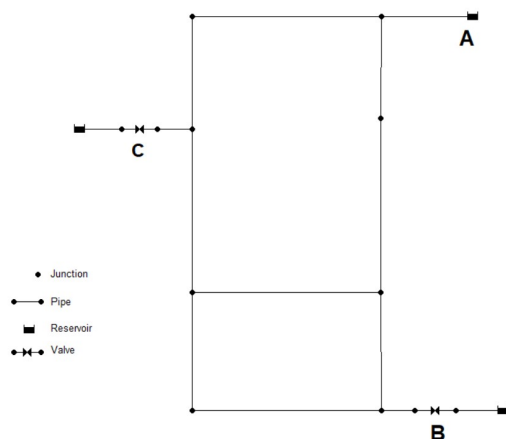 A
C
Junction
Pipe
Reservoir
Valve
B